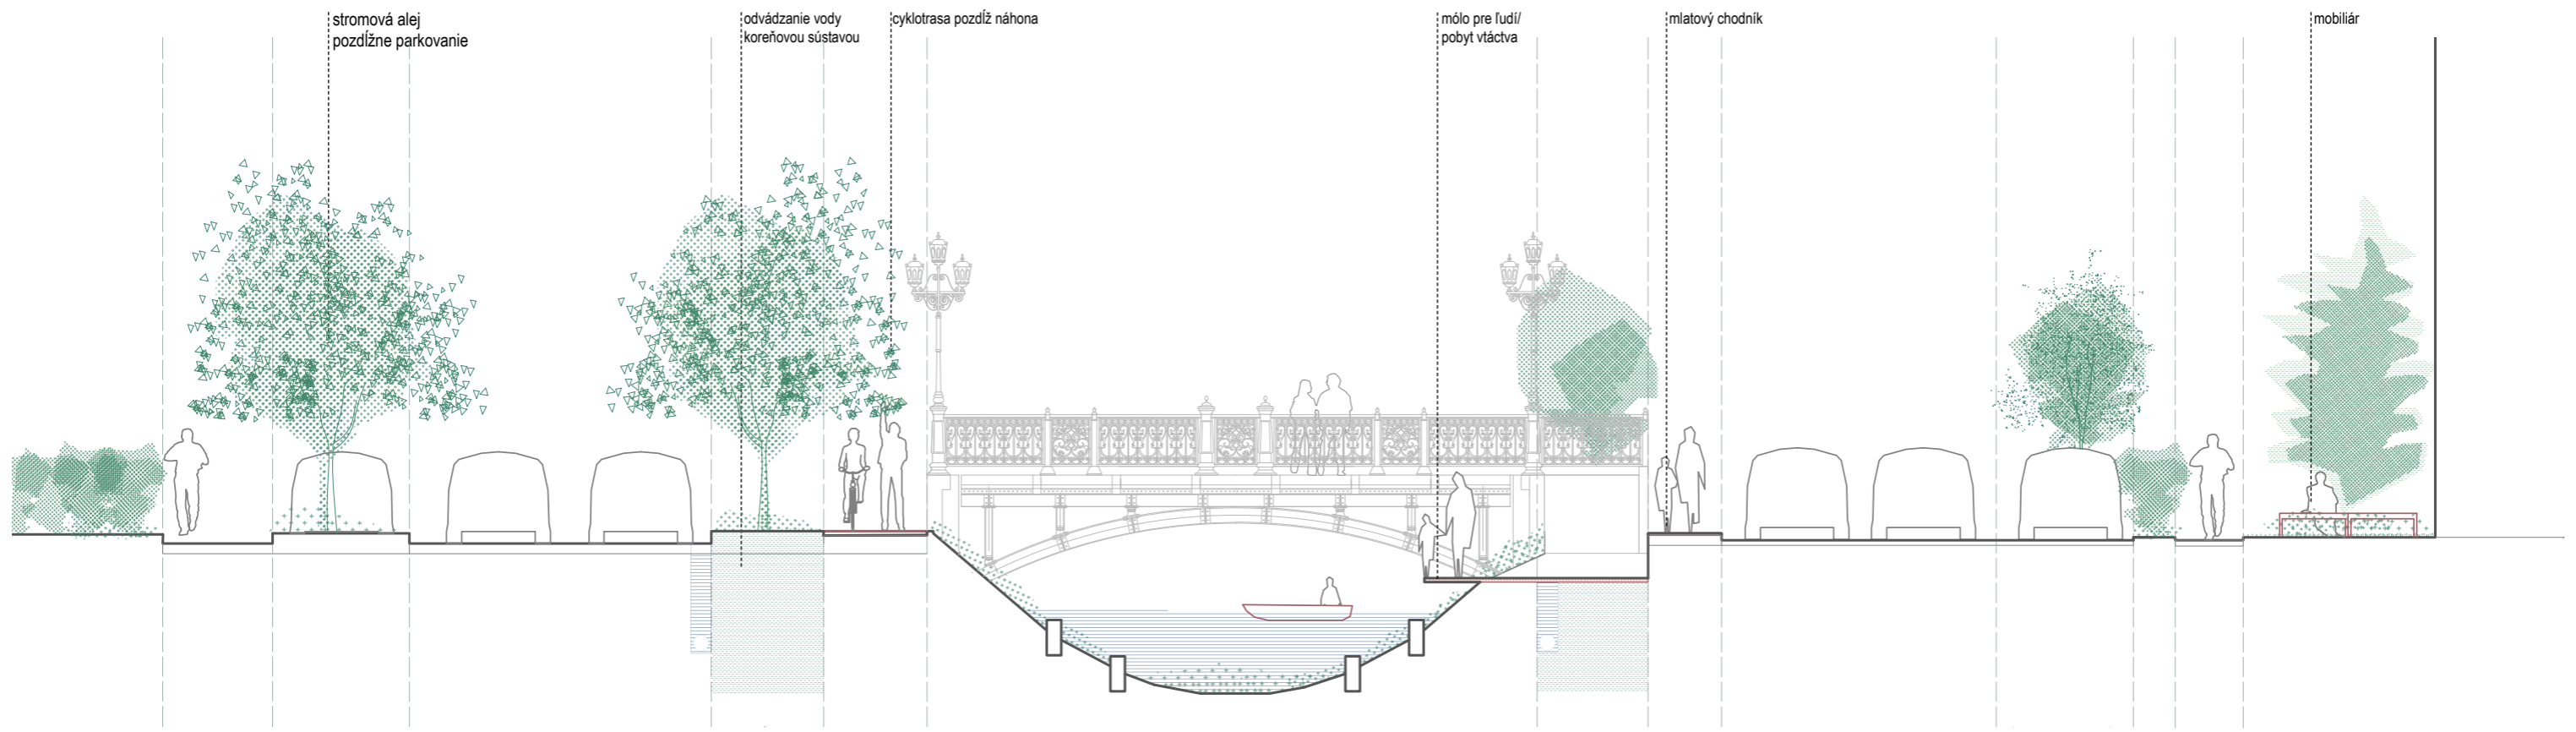 stromová alej
pozdĺžne parkovanie
odvádzanie vody
koreňovou sústavou
cyklotrasa pozdĺž náhona
mólo pre ľudí/
pobyt vtáctva
mlatový chodník
mobiliár